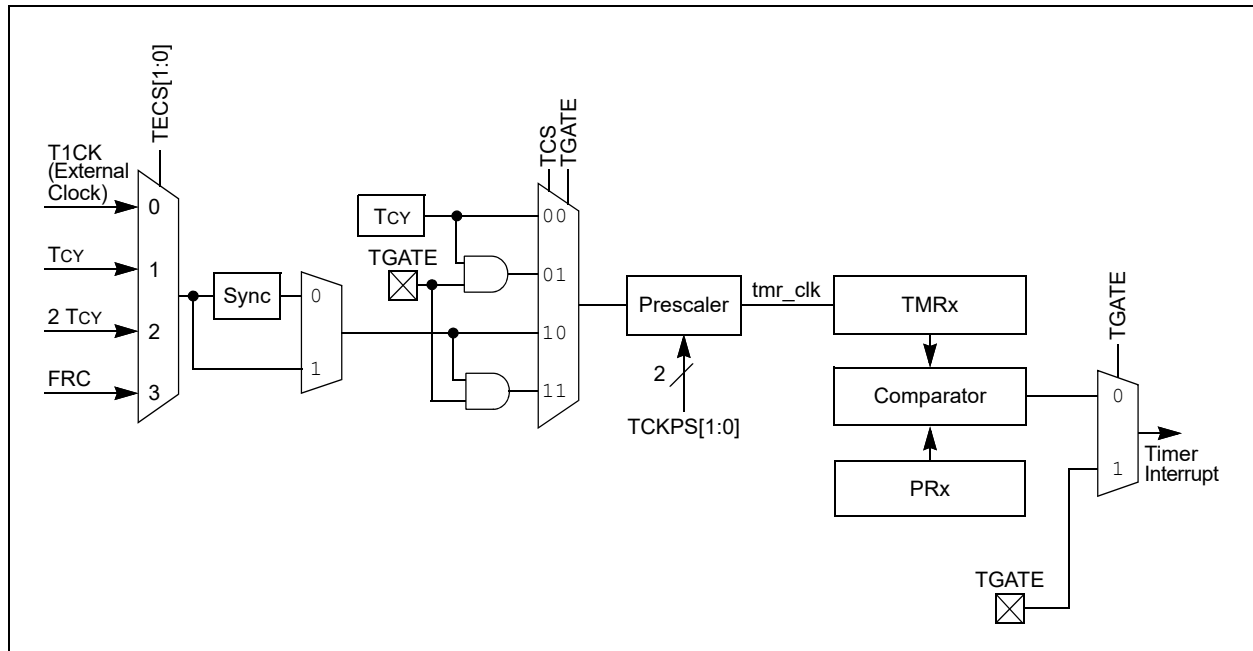 TECS[1:0]
T1CK
(External
Clock)
0
TCY
1
2 TCY
2
FRC
3
Sync
0
1
TCY
TGATE
TCS
TGATE
00
01
10
11
Prescaler
2
TCKPS[1:0]
tmr_clk
TMRx
Comparator
PRx
TGATE
0
1
Timer
Interrupt
TGATE